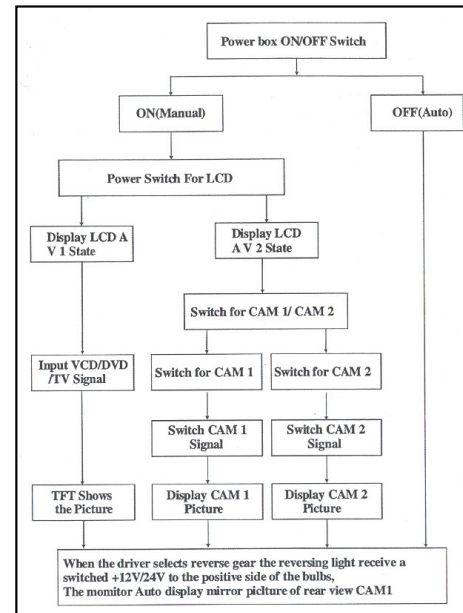 Power box ON/OFF Switch
ON(Manual)
OFF(Auto)
Power Switch For LCD
Display LCD A
V 1 State
Display LCD
A V 2 State
Switch for CAM 1/ CAM 2
Input VCD/DVD
/TV Signal
Switch for CAM 1
Switch for CAM 2
Switch CAM 1
Signal
Switch CAM 2
Signal
TFT Shows
the Picture
Display CAM 1
Picture
Display CAM 2
Picture
When the driver selects reverse gear the reversing light receive a
switched +12V/24V to the positive side of the bulbs,
The momitor Auto display mirror piclture of rear view CAM1